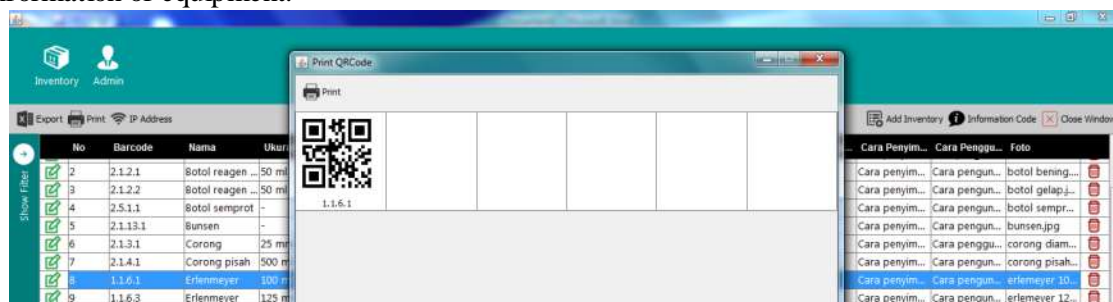 formation of equipment.
Print QRCode
Inventory Admin
Print
Export Print IP Address
Add Inventory Information Code Close Window
No Barcode Nama Ukur Cara Penyim... Cara Penggu... Foto
1.1.6.1
Show Filter
2 2.1.2.1 Botol reagen ... 50 ml Cara penyim... Cara pengun... botol bening....
3 2.1.2.2 Botol reagen ... 50 ml Cara penyim... Cara pengun... botol gelap.j...
4 2.5.1.1 Botol semprot - Cara penyim... Cara pengun... botol sempr...
5 2.1.13.1 Bunsen - Cara penyim... Cara pengun... bunsen.jpg
6 2.1.3.1 Corong 25 mm Cara penyim... Cara penggu... corong diam...
7 2.1.4.1 Corong pisah 500 m Cara penyim... Cara pengun... corong pisah...
8 1.1.6.1 Erlenmeyer 100 m Cara penyim... Cara pengun... erlemeyer 10...
9 1.1.6.3 Erlenmeyer 125 m Cara penyim... Cara pengun... erlemeyer 12...